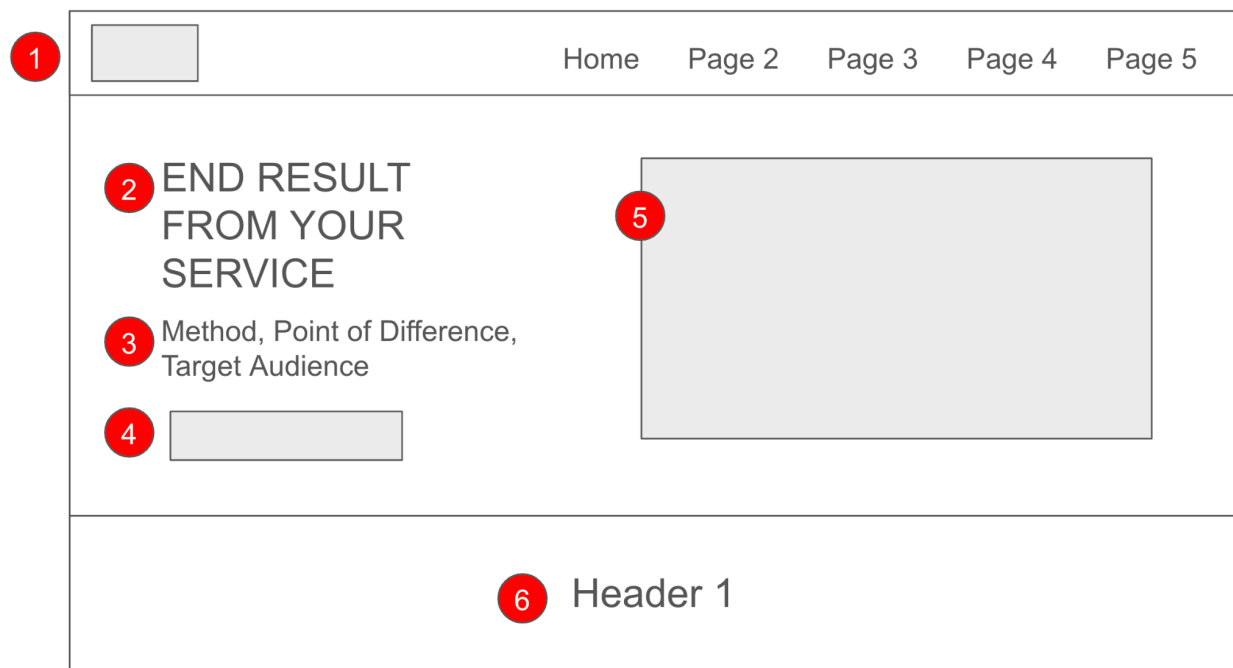 1
Home Page 2 Page 3 Page 4 Page 5
2
END RESULT
FROM YOUR
SERVICE
3
Method, Point of Difference,
Target Audience
4
5
6
Header 1